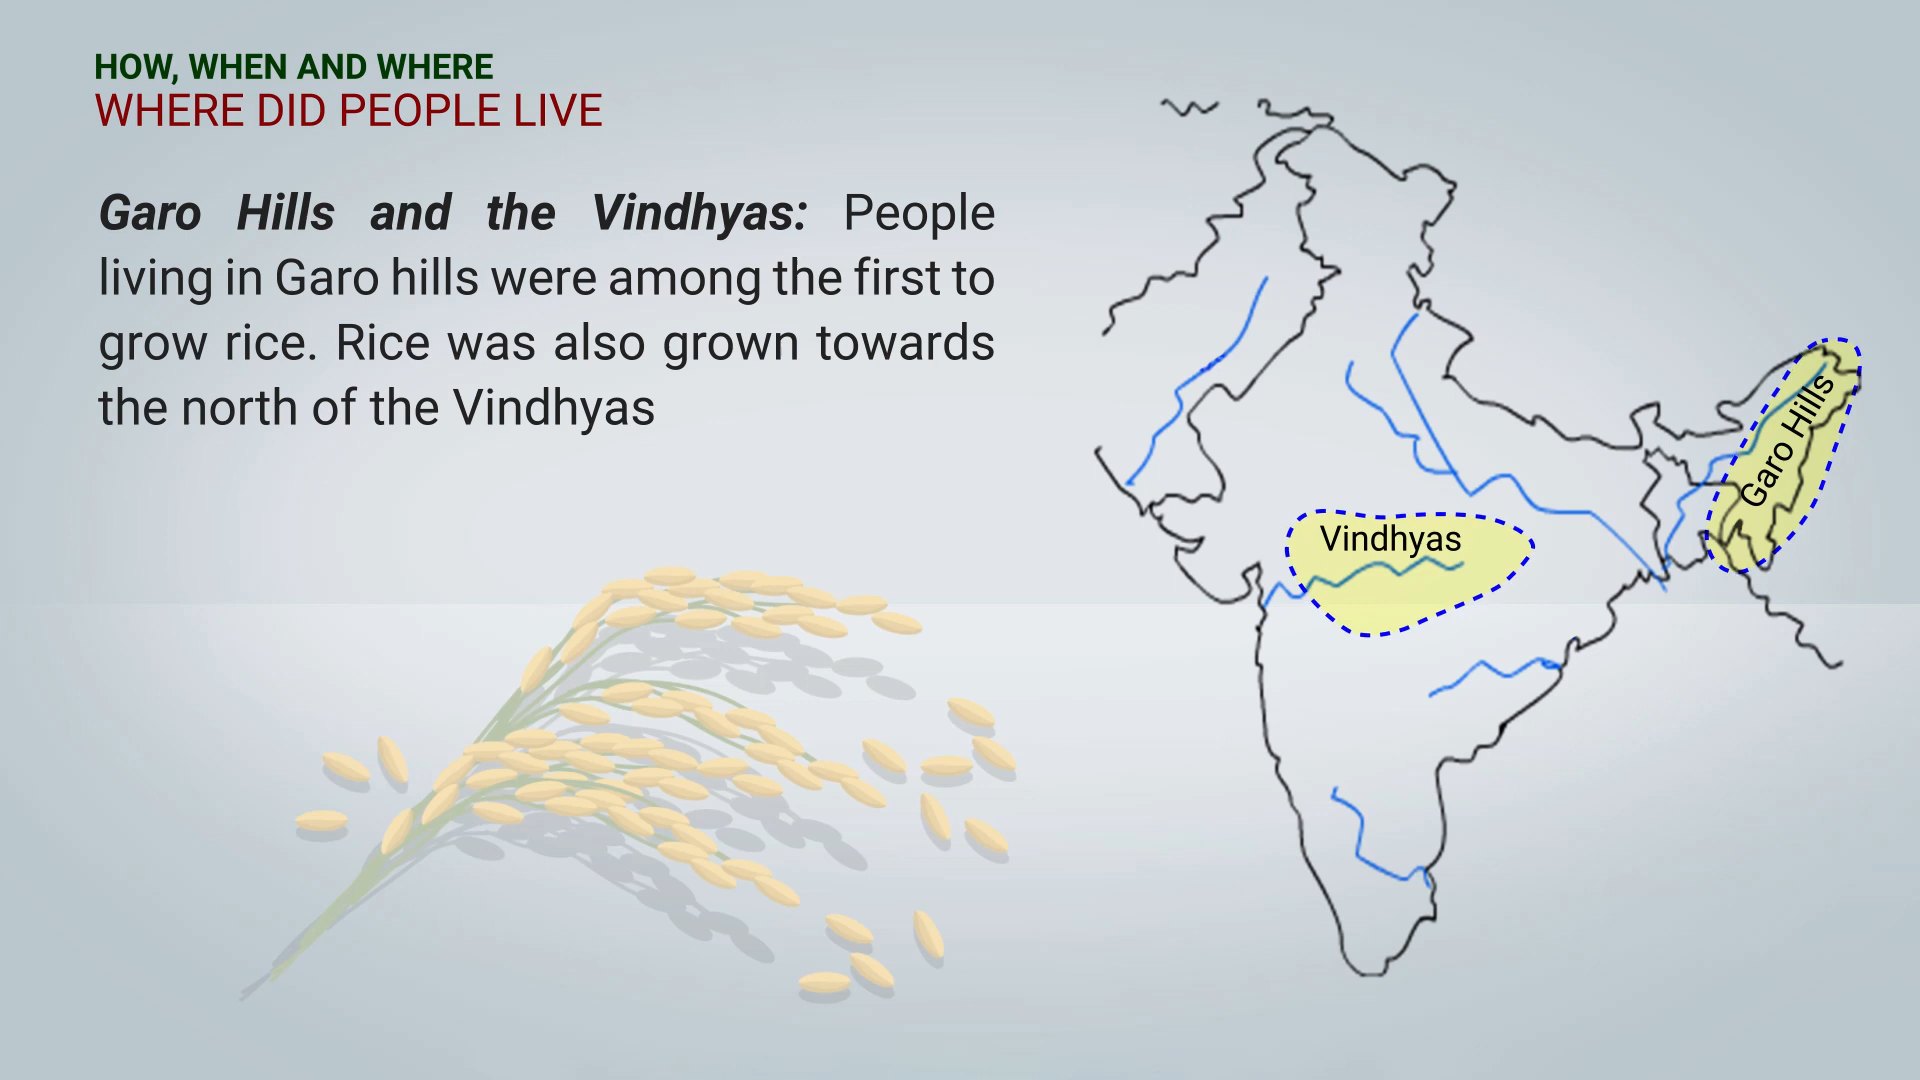 HOW, WHEN AND WHERE
WHERE DID PEOPLE LIVE
Garo Hills and the Vindhyas: People
living in Garo hills were among the first to
grow rice. Rice was also grown towards
the north of the Vindhyas
Garo Hills
Vindhyas